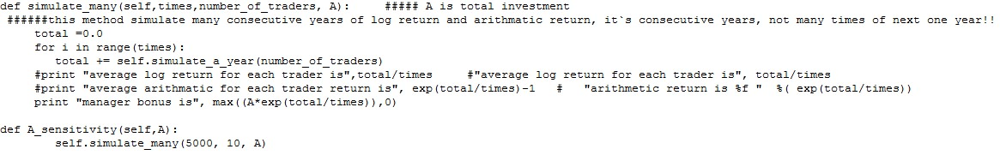 def simulate_many(self,times,number_of_traders, A):     ##### A is total investment
 ######this method simulate many consecutive years of log return and arithmatic return, it`s consecutive years, not many times of next one year!!
     total =0.0
     for i in range(times):
        total += self.simulate_a_year(number_of_traders)
     #print "average log return for each trader is",total/times     #"average log return for each trader is", total/times
     #print "average arithmatic for each trader return is", exp(total/times)-1   #   "arithmetic return is %f "  %( exp(total/times))
     print "manager bonus is", max((A*exp(total/times)),0)

def A_sensitivity(self,A):
        self.simulate_many(5000, 10, A)